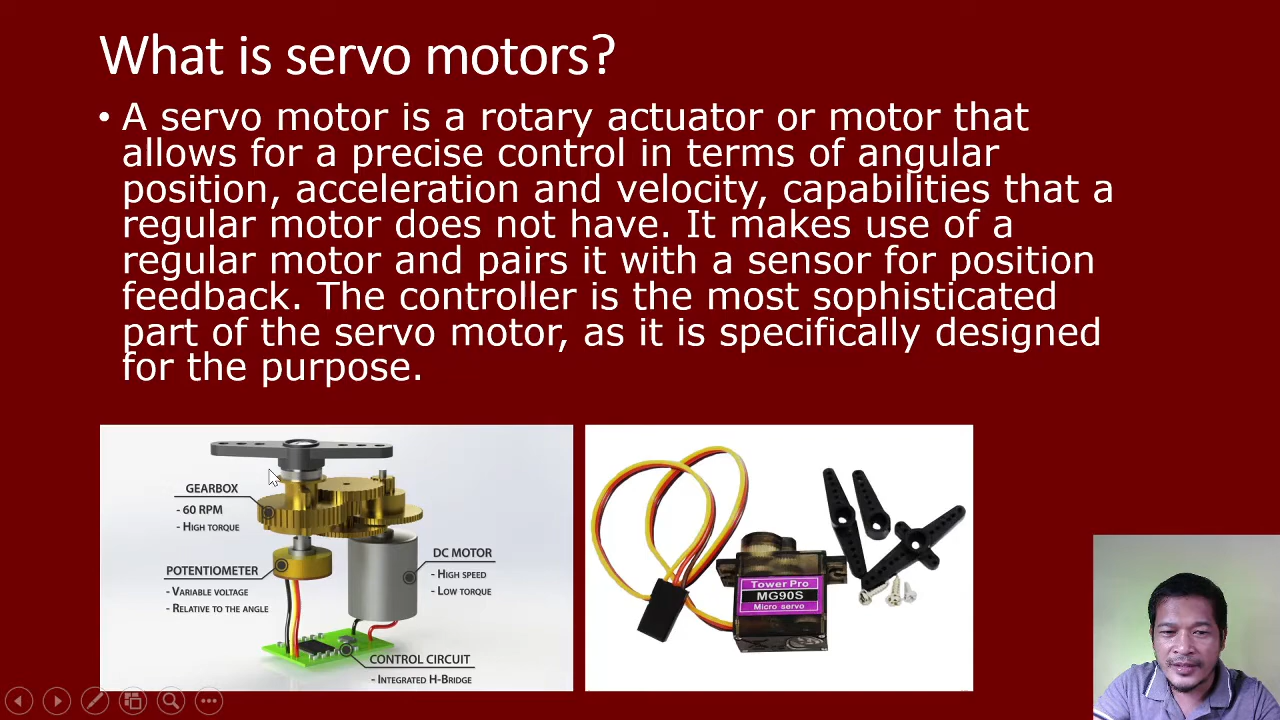 What is servo motors?
• A servo motor is a rotary actuator or motor that
allows for a precise control in terms of angular
position, acceleration and velocity, capabilities that a
regular motor does not have. It makes use of a
regular motor and pairs it with a sensor for position
feedback. The controller is the most sophisticated
part of the servo motor, as it is specifically designed
for the purpose.
GEARBOX
- 60 RPM
- HIGH TORQUE
POTENTIOMETER
- VARIABLE VOLTAGE
- RELATIVE TO THE ANGLE
DC MOTOR
- HIGH SPEED
- LOW TORQUE
CONTROL CIRCUIT
- INTEGRATED H-BRIDGE
Tower Pro
MG90S
Micro servo